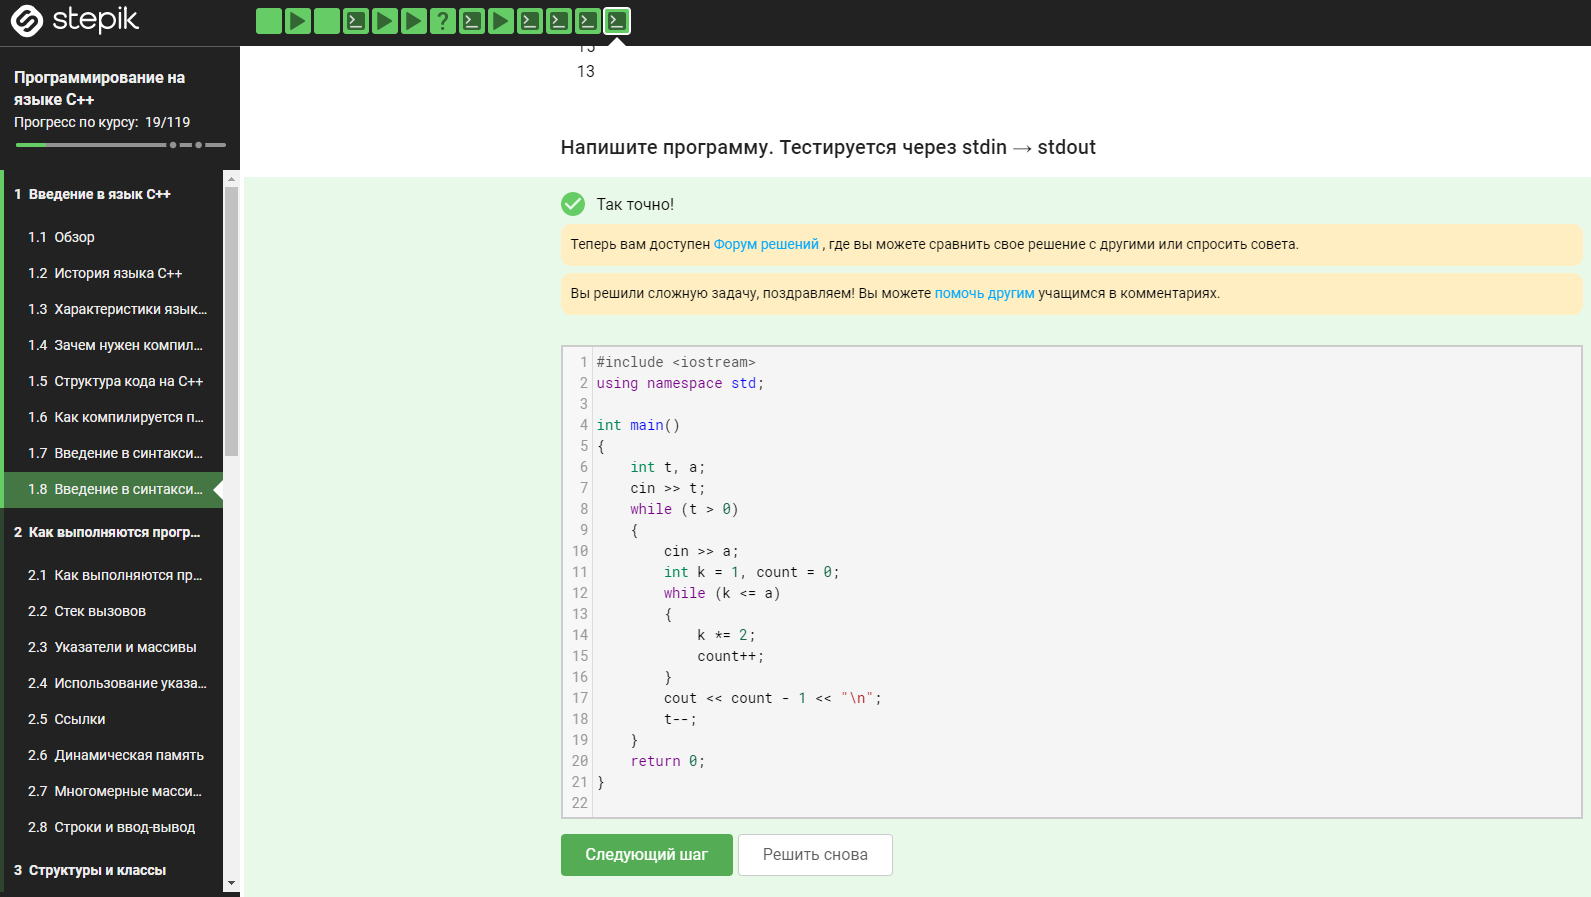 stepik
Программирование на
языке C++
Прогресс по курсу: 19/119
1 Введение в язык C++
1.1 Обзор
1.2 История языка C++
1.3 Характеристики язык...
1.4 Зачем нужен компил...
1.5 Структура кода на C++
1.6 Как компилируется п...
1.7 Введение в синтакси...
1.8 Введение в синтакси...
2 Как выполняются прогр...
2.1 Как выполняются пр...
2.2 Стек вызовов
2.3 Указатели и массивы
2.4 Использование указа...
2.5 Ссылки
2.6 Динамическая память
2.7 Многомерные масси...
2.8 Строки и ввод-вывод
3 Структуры и классы
15
13
Напишите программу. Тестируется через stdin → stdout
Так точно!
Теперь вам доступен Форум решений , где вы можете сравнить свое решение с другими или спросить совета.
Вы решили сложную задачу, поздравляем! Вы можете помочь другим учащимся в комментариях.
1 #include <iostream>
2 using namespace std;
3
4 int main()
5 {
6     int t, a;
7     cin >> t;
8     while (t > 0)
9     {
10         cin >> a;
11         int k = 1, count = 0;
12         while (k <= a)
13         {
14             k *= 2;
15             count++;
16         }
17         cout << count - 1 << "\n";
18         t--;
19     }
20     return 0;
21 }
22
Следующий шаг
Решить снова